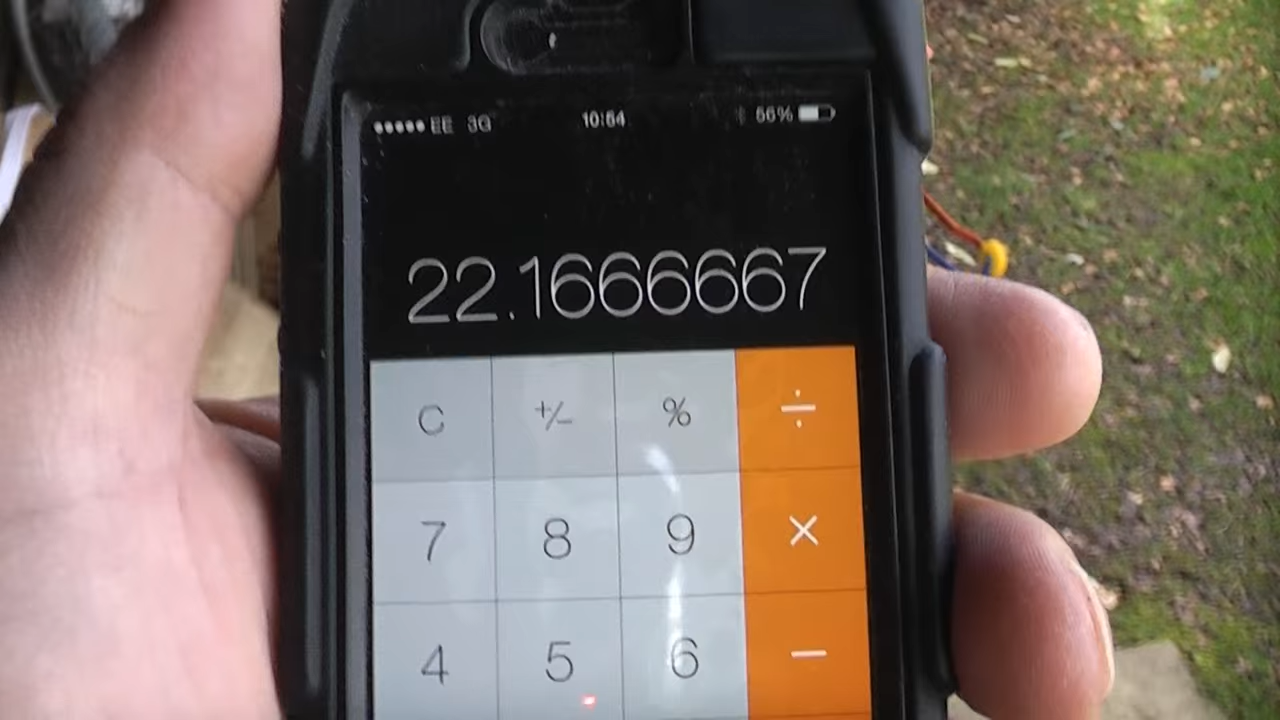 ●●●●● EE 3G 10:54 56%
22.1666667
C +/− % ÷
7 8 9 ×
4 5 6 −